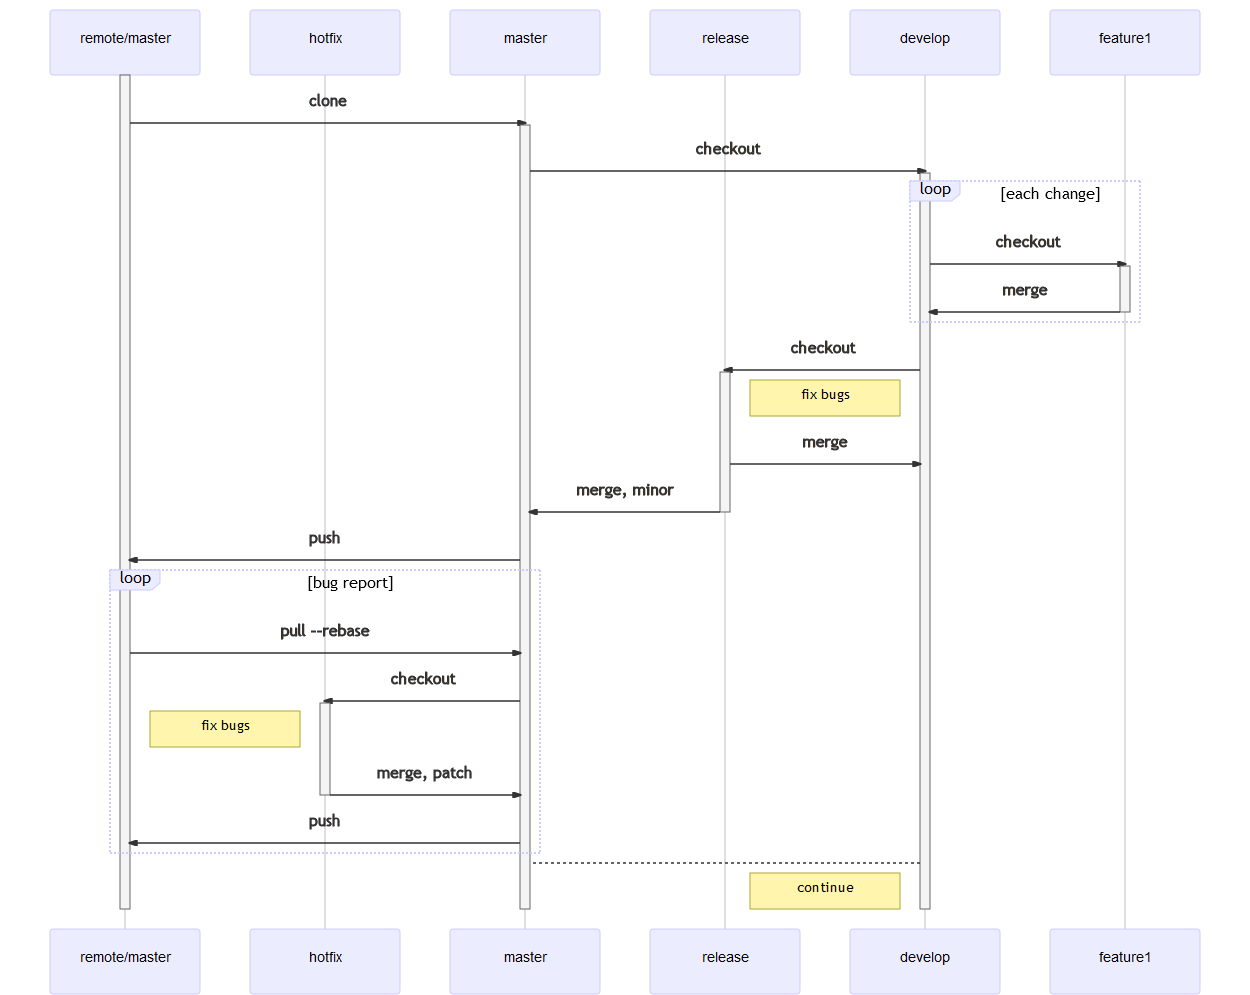 remote/master hotfix master release develop feature1
clone
checkout
loop [each change]
checkout
merge
checkout
fix bugs
merge
merge, minor
push
loop [bug report]
pull --rebase
checkout
fix bugs
merge, patch
push
continue
remote/master hotfix master release develop feature1